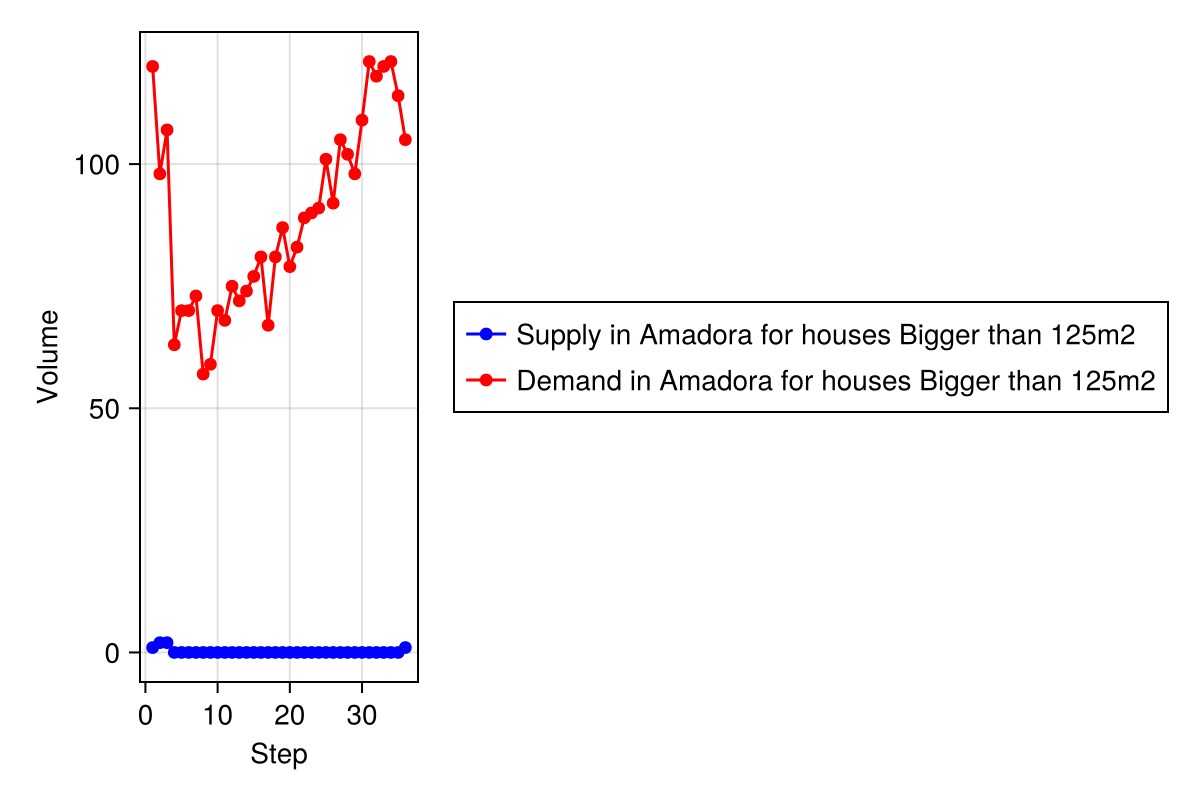 Volume
100
50
0
0 10 20 30
Step
Supply in Amadora for houses Bigger than 125m2
Demand in Amadora for houses Bigger than 125m2